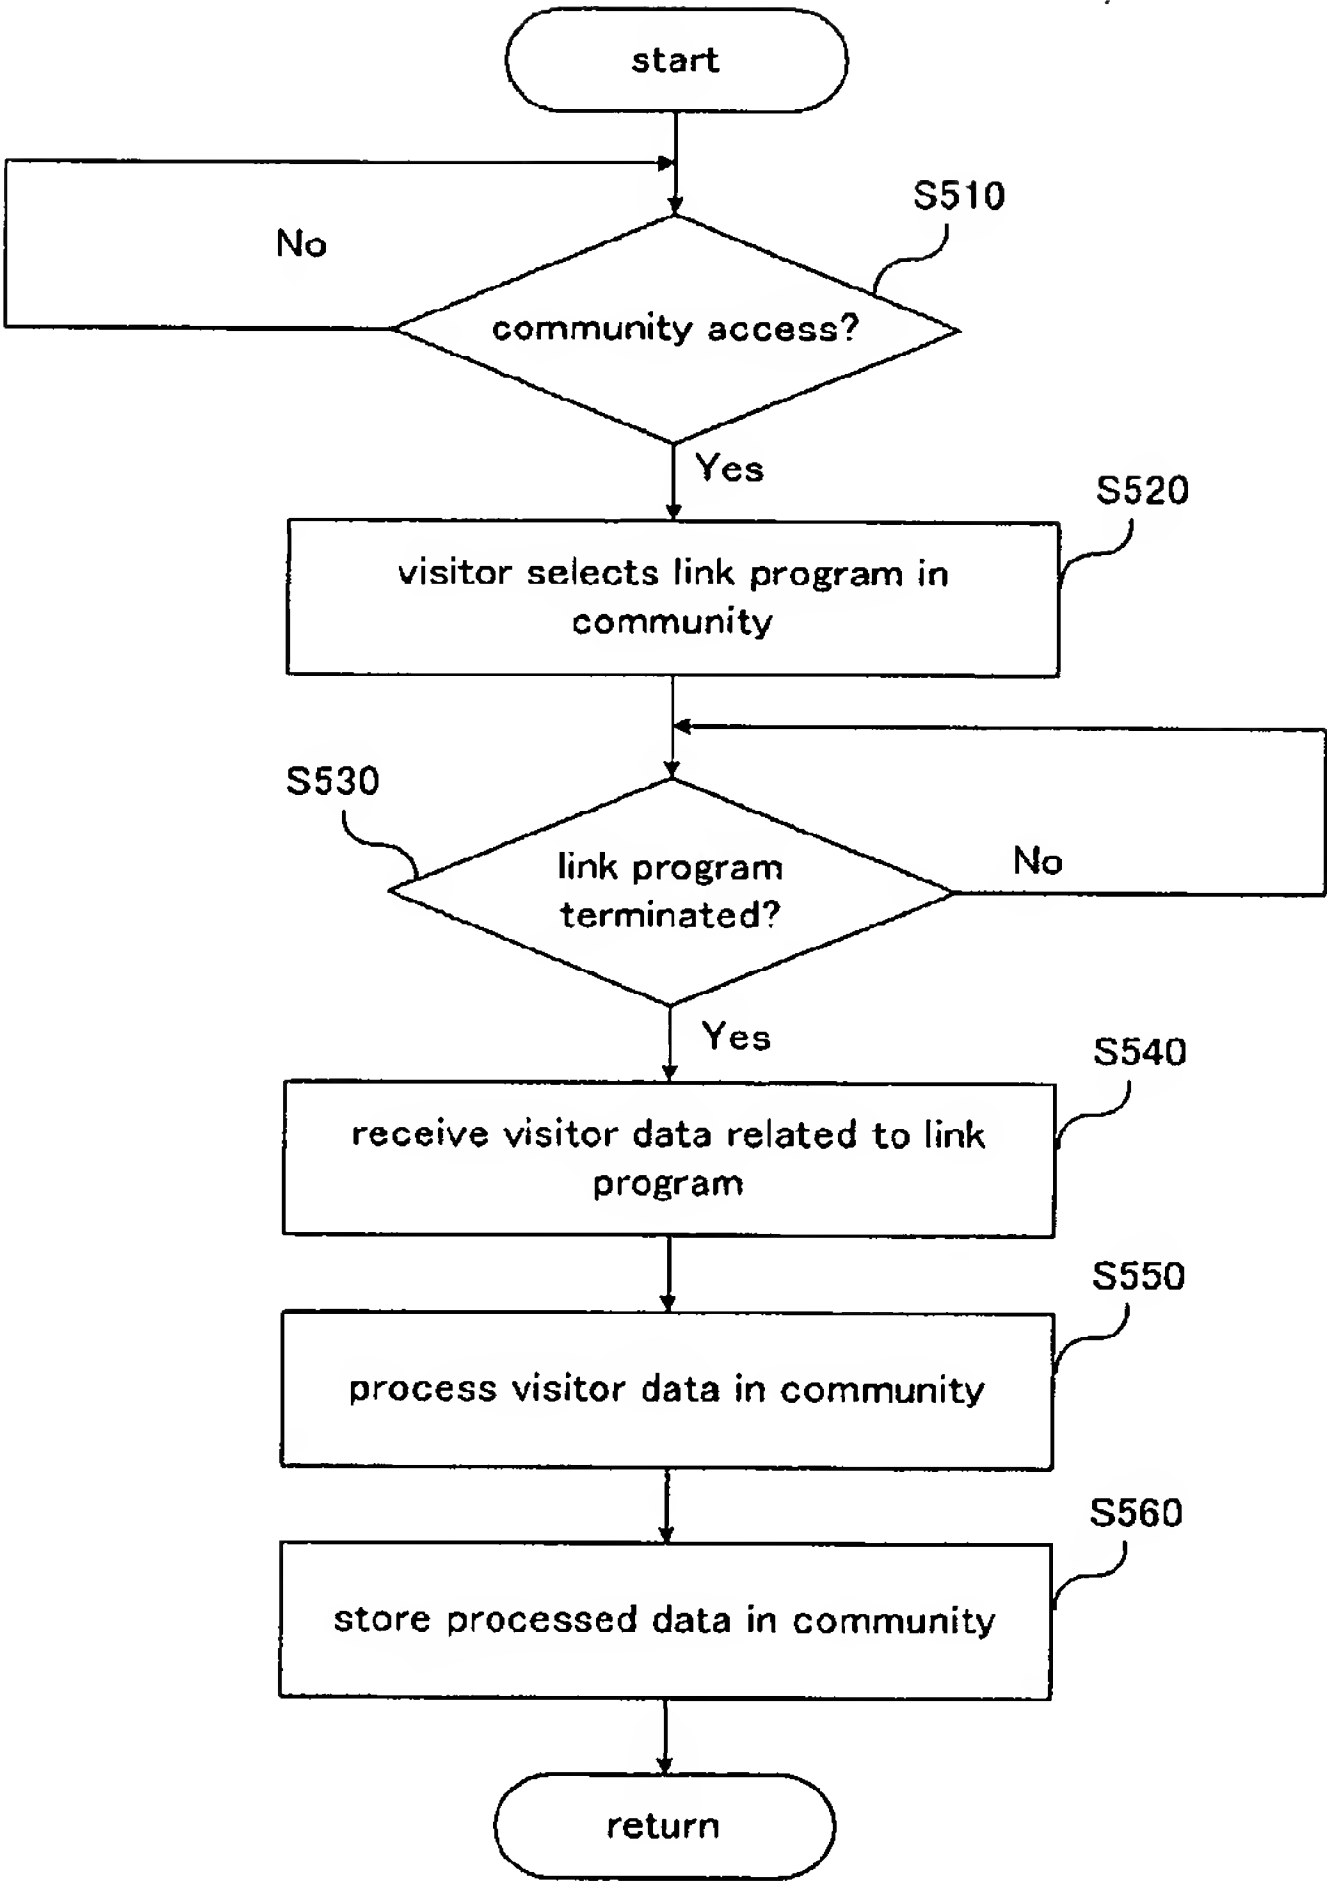 start
S510
No
community access?
Yes
S520
visitor selects link program in
community
S530
link program
terminated?
No
Yes
S540
receive visitor data related to link
program
S550
process visitor data in community
S560
store processed data in community
return